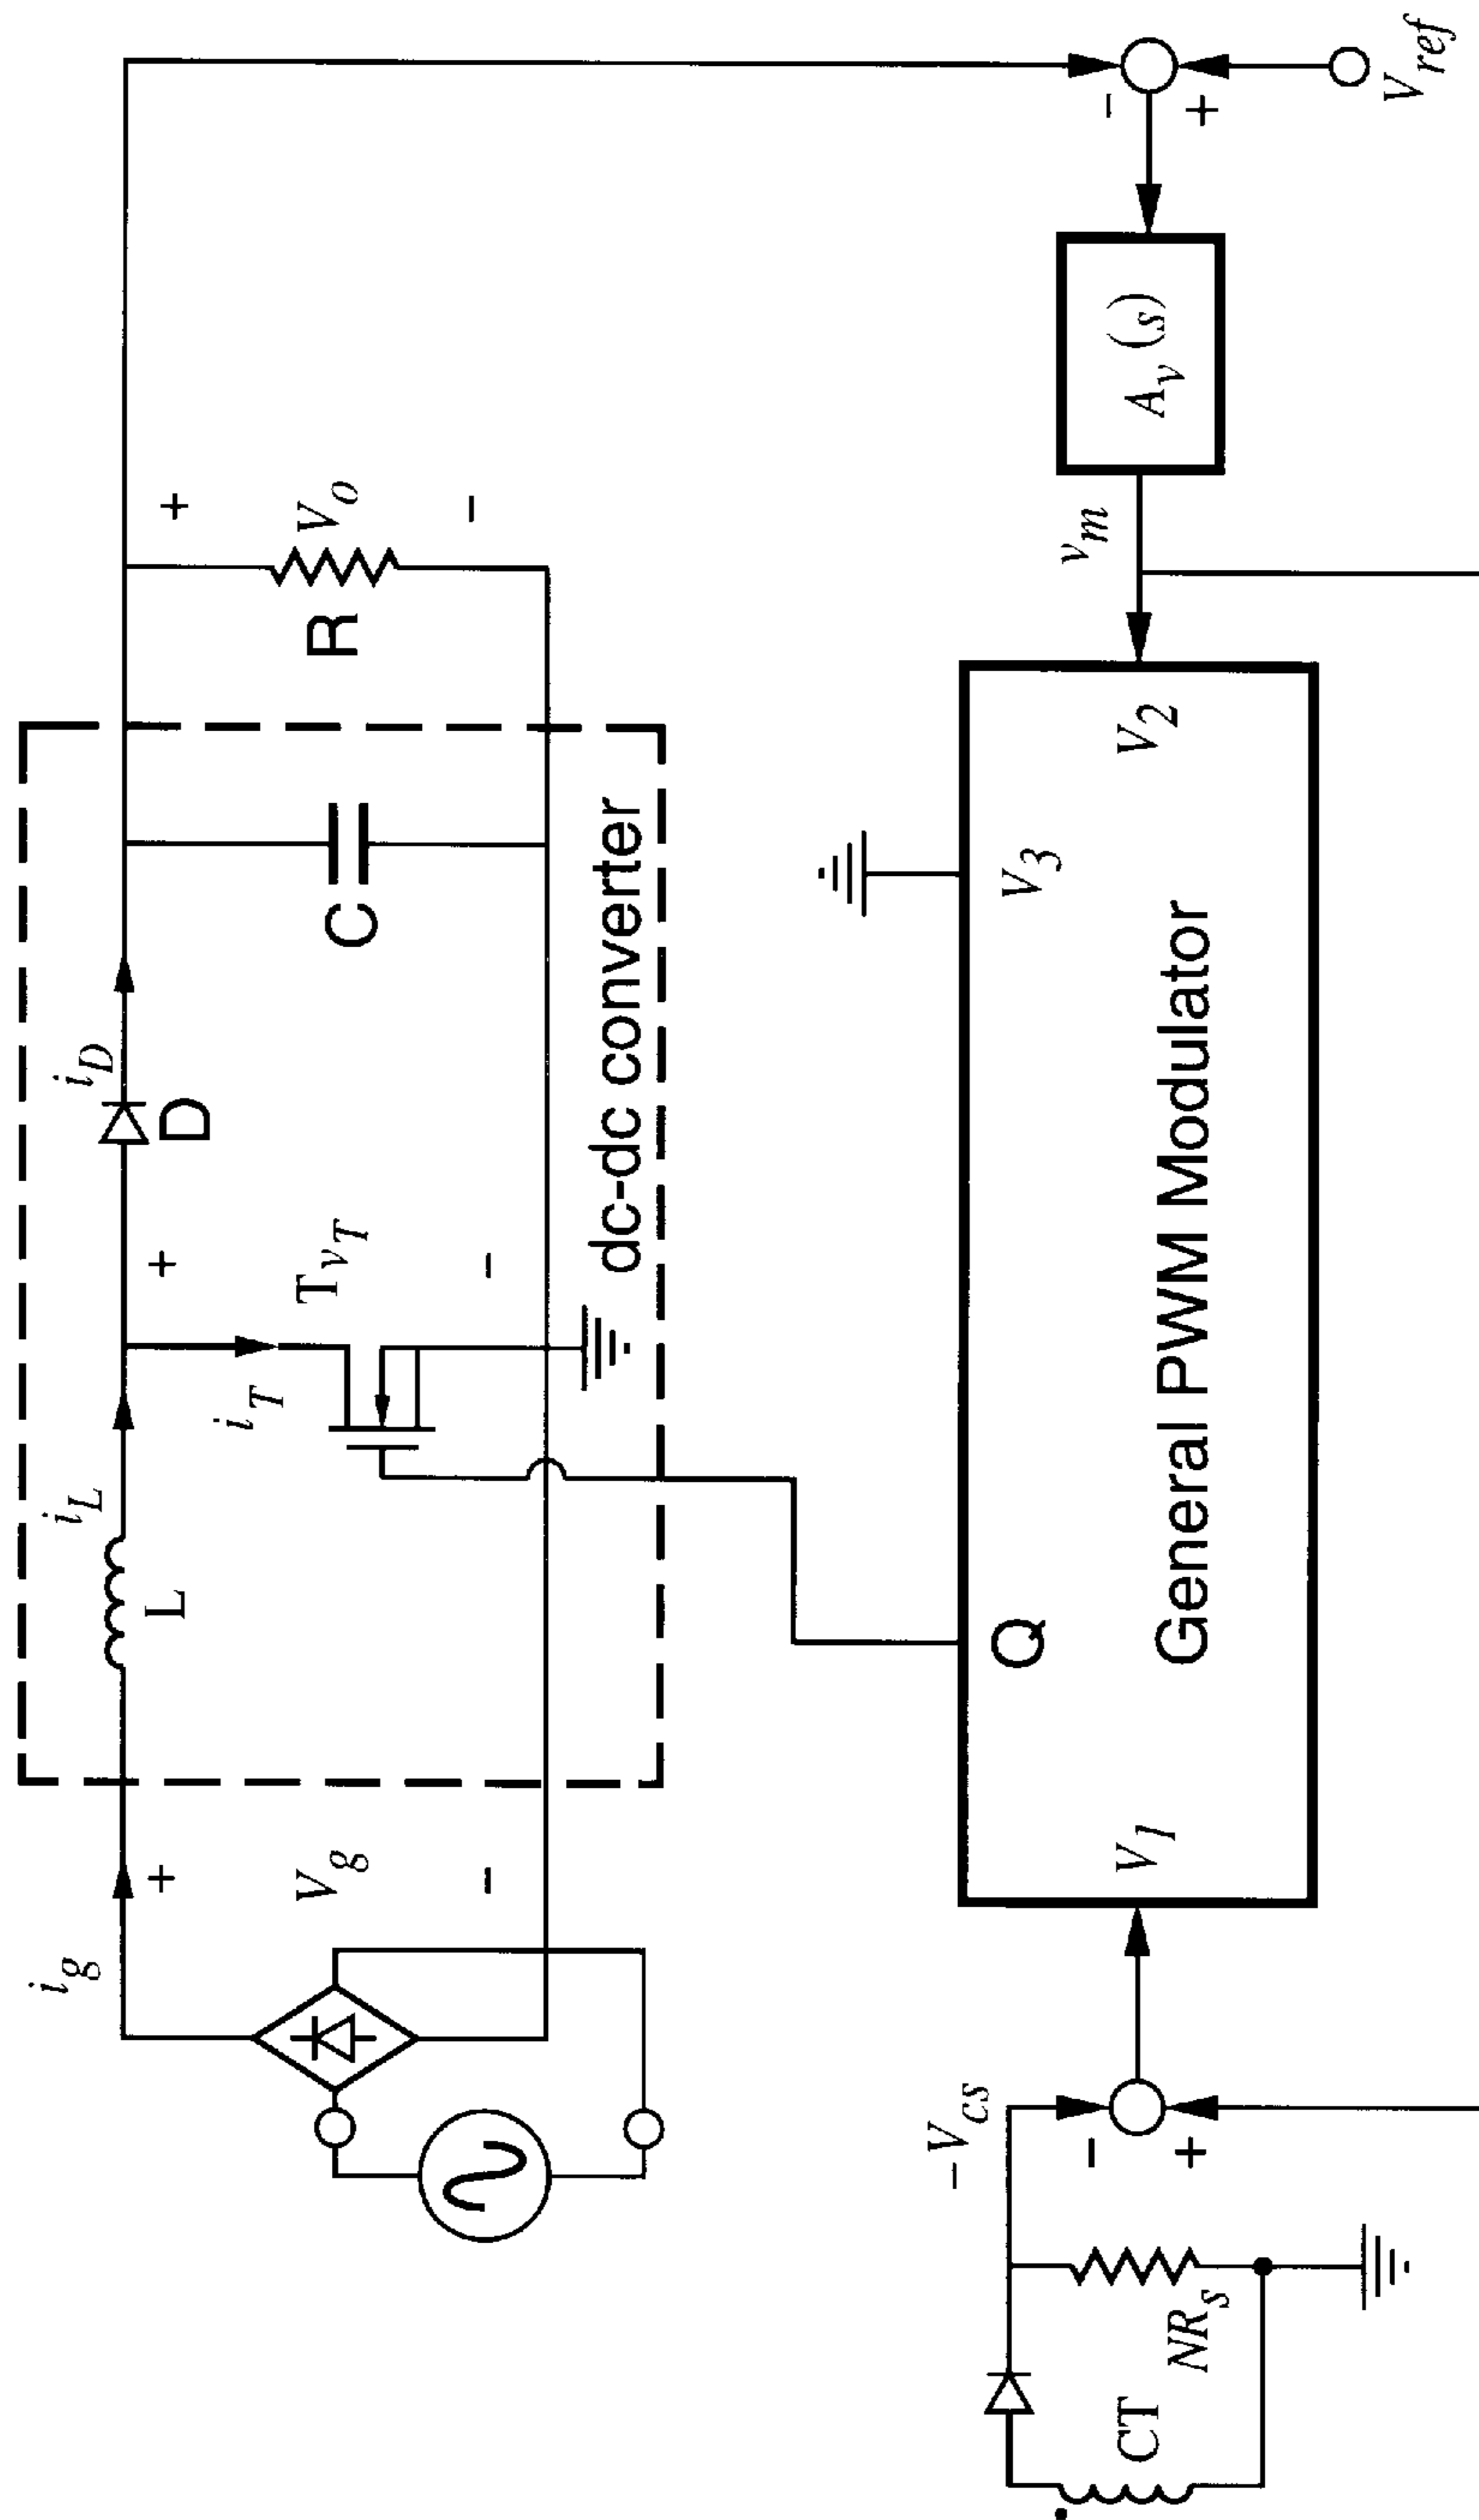 i_g
+
V_g
-
L
i_L
i_T
+
T v_T
-
i_D
D
C
dc-dc converter
R
+
V_o
-
CT
NR_s
-V_cs
-
+
V_1
Q
General PWM Modulator
V_3
V_2
v_m
A_v (s)
-
+
V_ref